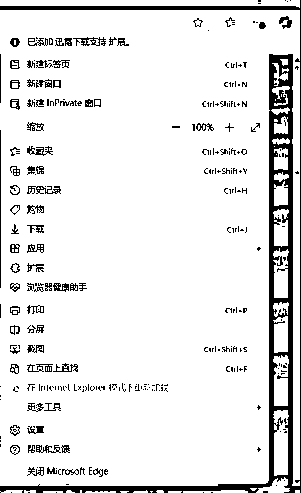 已添加 迅雷下载支持 扩展。
新建标签页 Ctrl+T
新建窗口 Ctrl+N
新建 InPrivate 窗口 Ctrl+Shift+N
缩放 — 100% +
收藏夹 Ctrl+Shift+O
集锦 Ctrl+Shift+Y
历史记录 Ctrl+H
购物
下载 Ctrl+J
应用
扩展
浏览器健康助手
打印 Ctrl+P
分屏
截图 Ctrl+Shift+S
在页面上查找 Ctrl+F
在 Internet Explorer 模式下重新加载
更多工具
设置
帮助和反馈
关闭 Microsoft Edge